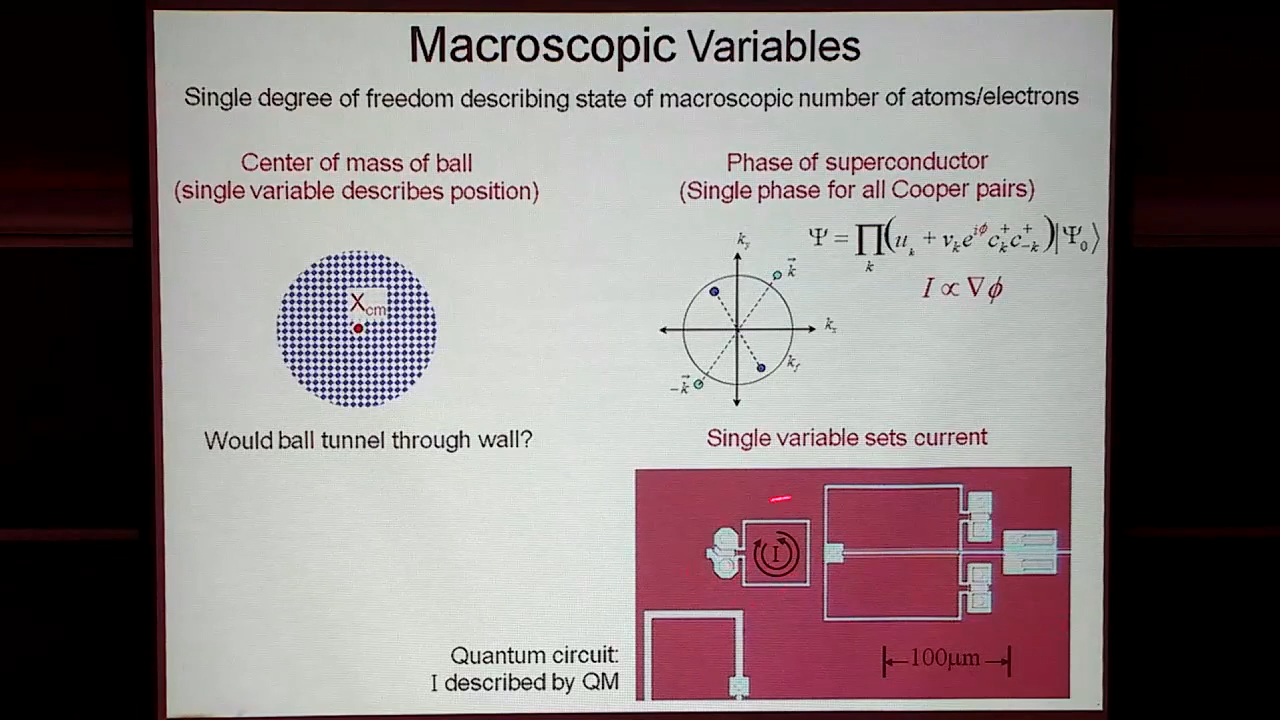 Macroscopic Variables
Single degree of freedom describing state of macroscopic number of atoms/electrons
Center of mass of ball
(single variable describes position)
X_cm
Would ball tunnel through wall?
Phase of superconductor
(Single phase for all Cooper pairs)
Ψ = ∏_k (u_k + v_k e^{iϕ} c_k^+ c_{-k}^+)|Ψ_0⟩
I ∝ ∇ϕ
k_y
k⃗
k_x
k_f
-k⃗
Single variable sets current
I
100μm
Quantum circuit:
I described by QM